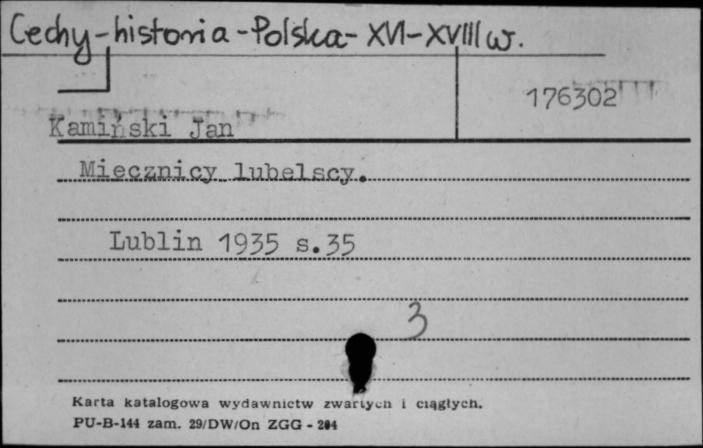 Cechy-historia-Polska-XVI-XVIII w.
176302
Kamiński Jan
Miecznicy lubelscy.
Lublin 1935 s.35
3
Karta katalogowa wydawnictw zwartych i ciągłych.
PU-B-144 zam. 29/DW/On ZGG - 204